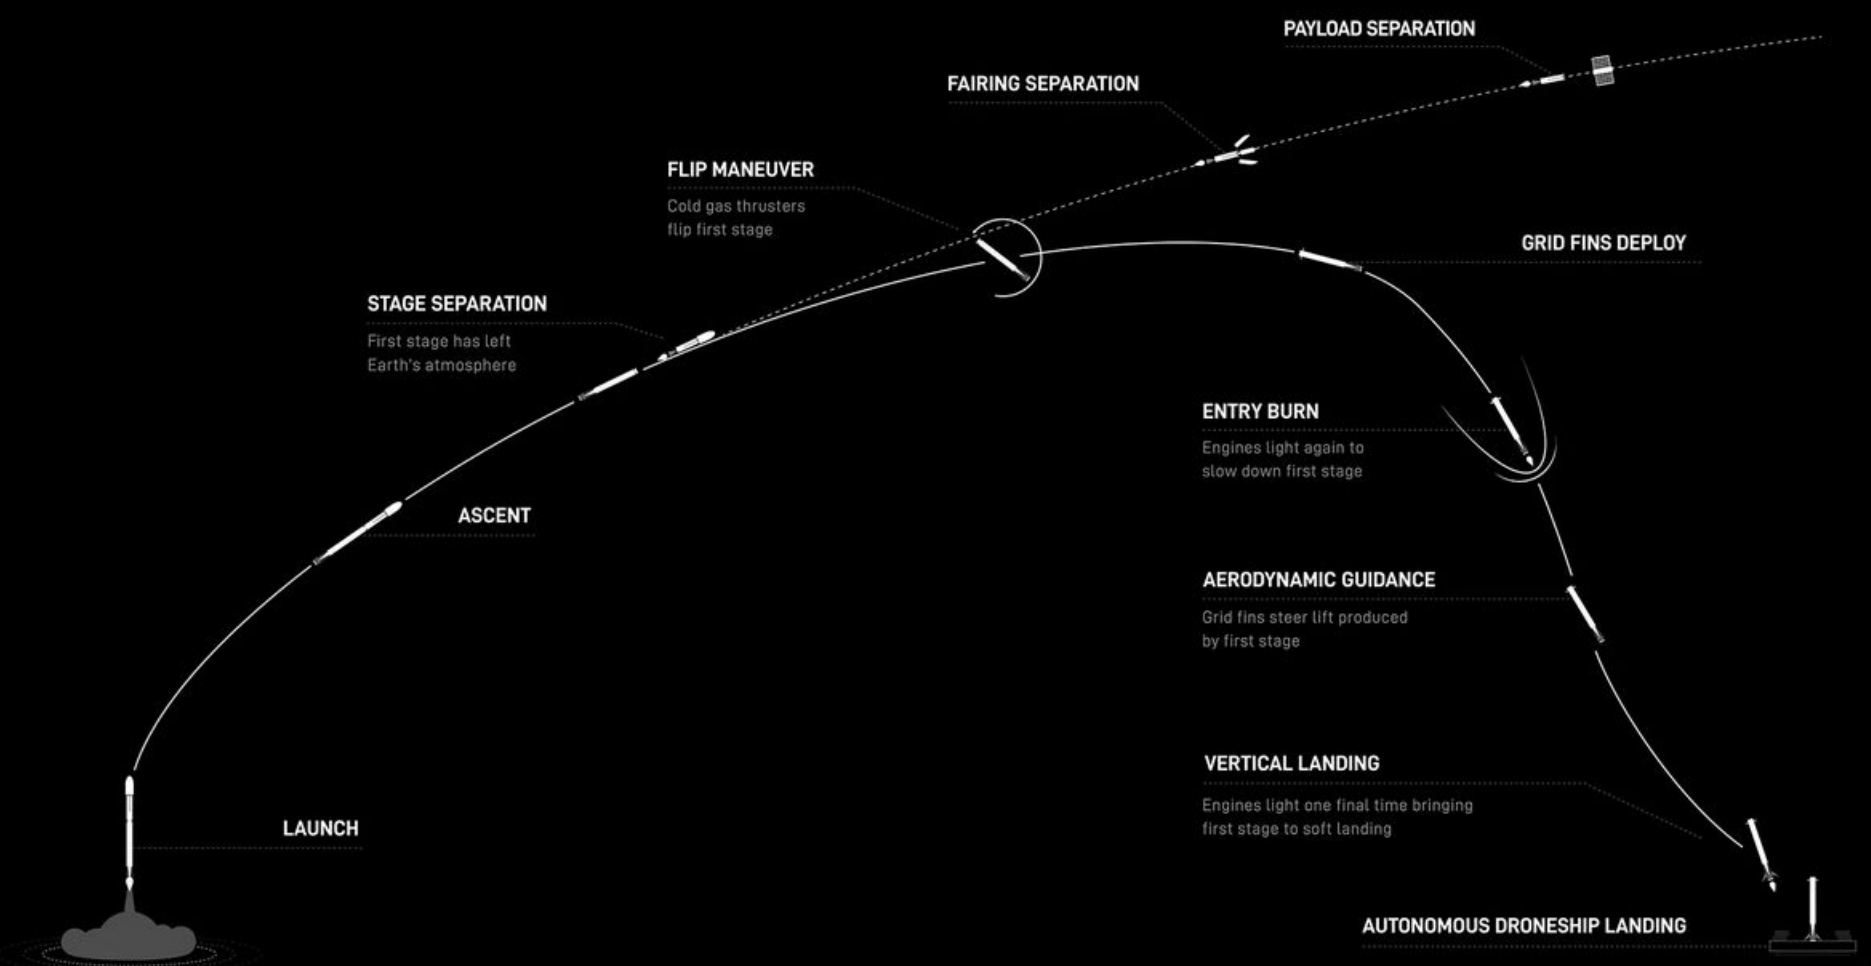 PAYLOAD SEPARATION
FAIRING SEPARATION
FLIP MANEUVER
Cold gas thrusters
flip first stage
GRID FINS DEPLOY
STAGE SEPARATION
First stage has left
Earth's atmosphere
ENTRY BURN
Engines light again to
slow down first stage
ASCENT
AERODYNAMIC GUIDANCE
Grid fins steer lift produced
by first stage
VERTICAL LANDING
Engines light one final time bringing
first stage to soft landing
LAUNCH
AUTONOMOUS DRONESHIP LANDING